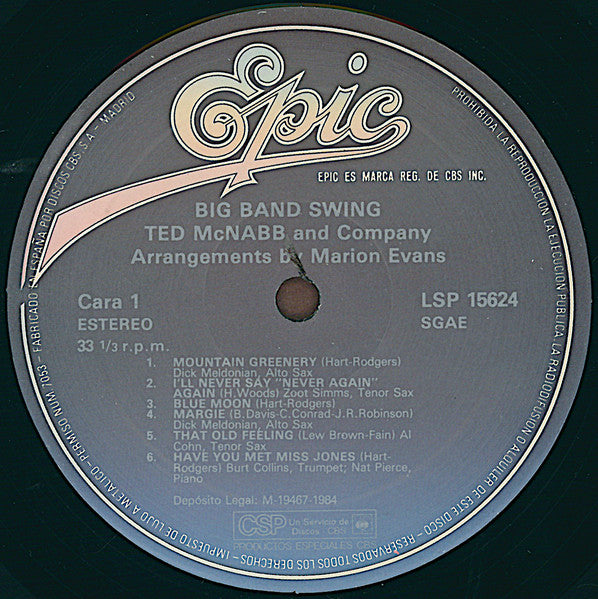 Epic
EPIC ES MARCA REG. DE CBS INC.
BIG BAND SWING
TED McNABB and Company
Arrangements by Marion Evans
Cara 1
LSP 15624
ESTEREO
SGAE
33 1/3 r.p.m.
1. MOUNTAIN GREENERY (Hart-Rodgers)
Dick Meldonian, Alto Sax
2. I'LL NEVER SAY "NEVER AGAIN"
AGAIN (H.Woods) Zoot Simms, Tenor Sax
3. BLUE MOON (Hart-Rodgers)
4. MARGIE (B.Davis-C.Conrad-J.R.Robinson)
Dick Meldonian, Alto Sax
5. THAT OLD FEELING (Lew Brown-Fain) Al
Cohn, Tenor Sax
6. HAVE YOU MET MISS JONES (Hart-
Rodgers) Burt Collins, Trumpet; Nat Pierce,
Piano
Depósito Legal: M-19467-1984
CSP Un Servicio de
Discos CBS
PRODUCTOS ESPECIALES CBS
PROHIBIDA LA REPRODUCCION, LA EJECUCION PUBLICA, LA RADIODIFUSION O ALQUILER DE ESTE DISCO - RESERVADOS TODOS LOS DERECHOS - IMPUESTO DE LUJO A METALICO - PERMISO NUM 7053 - FABRICADO EN ESPAÑA POR DISCOS CBS S.A. - MADRID